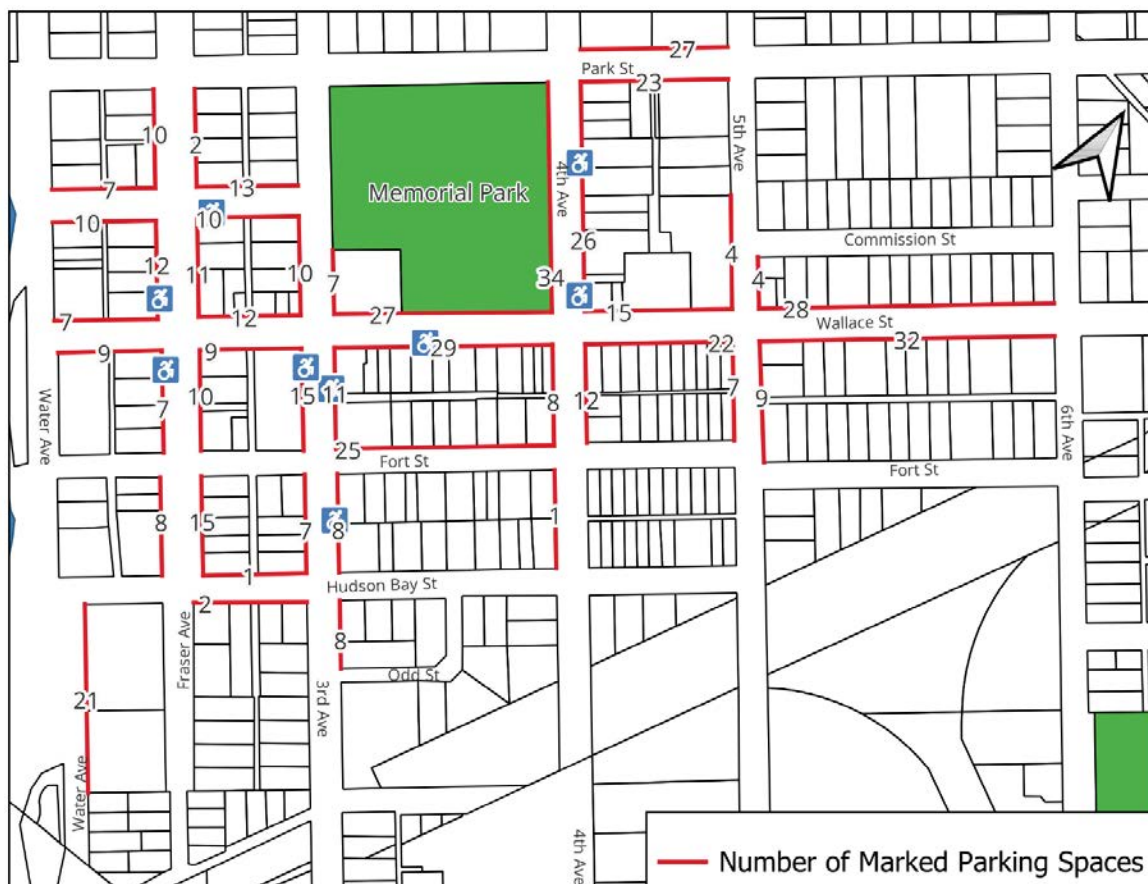 27
Park St
23
10
2
5th Ave
7
13
4th Ave
Memorial Park
10
10
26
4
Commission St
12
11
10
7
34
4
7
12
27
15
28
Wallace St
9
9
29
22
32
Water Ave
7
10
15
11
8
12
7
9
6th Ave
25
Fort St
Fort St
8
15
7
8
1
1
Hudson Bay St
2
Fraser Ave
8
Odd St
21
3rd Ave
Water Ave
4th Ave
Number of Marked Parking Spaces